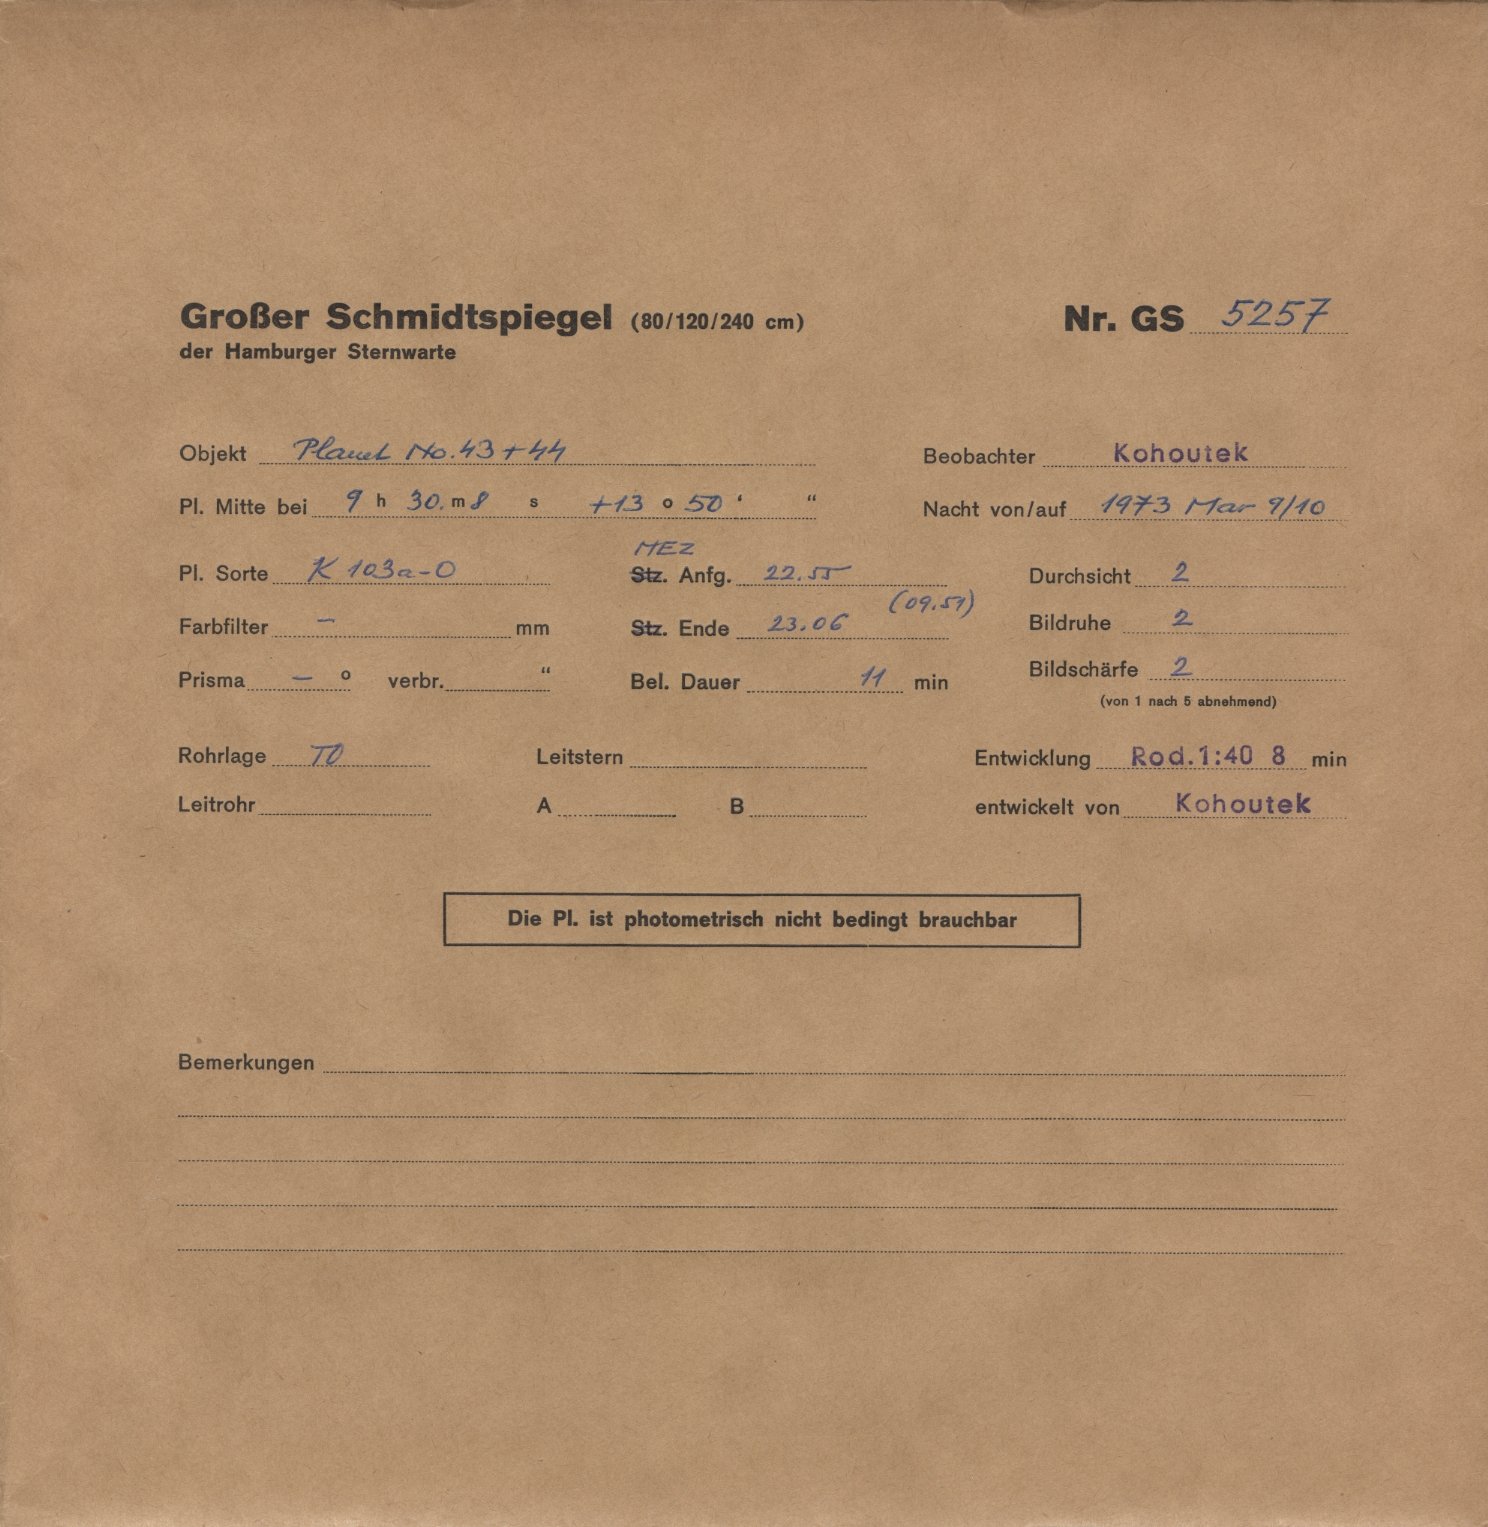 Großer Schmidtspiegel (80/120/240 cm) Nr. GS 5257
der Hamburger Sternwarte
Objekt Planet No. 43+44 Beobachter Kohoutek
Pl. Mitte bei 9 h 30. m 8 s +13 o 50 ' “ Nacht von/auf 1973 Mar 9/10
MEZ
Pl. Sorte K 103a-O Stz. Anfg. 22.55 Durchsicht 2
(09.51)
Farbfilter – mm Stz. Ende 23.06 Bildruhe 2
Prisma – o verbr. “ Bel. Dauer 11 min Bildschärfe 2
(von 1 nach 5 abnehmend)
Rohrlage TO Leitstern Entwicklung Rod.1:40 8 min
Leitrohr A B entwickelt von Kohoutek
Die Pl. ist photometrisch nicht bedingt brauchbar
Bemerkungen